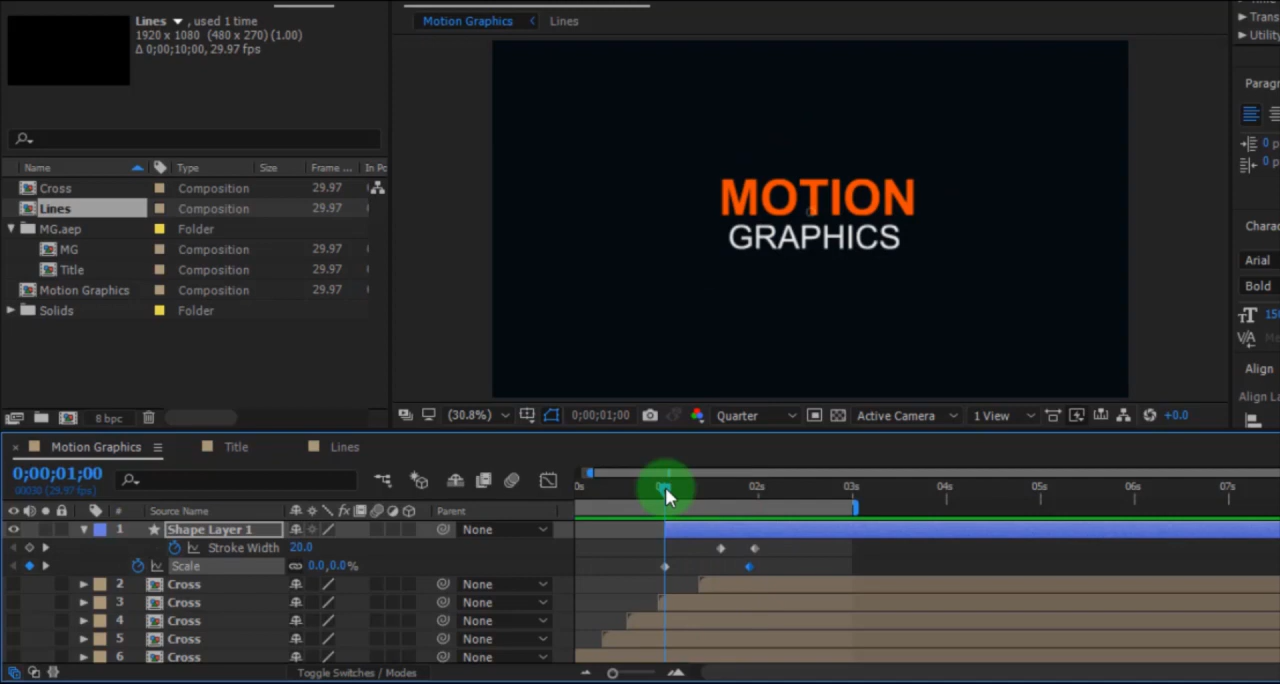 Lines ▼, used 1 time
1920 x 1080 (480 x 270) (1.00)
Δ 0;00;10;00, 29.97 fps
Name Type Size Frame ... In Po
Cross Composition 29.97
Lines Composition 29.97
MG.aep Folder
MG Composition 29.97
Title Composition 29.97
Motion Graphics Composition 29.97
Solids Folder
8 bpc
Motion Graphics Lines
MOTION
GRAPHICS
(30.8%) 0;00;01;00 Quarter Active Camera 1 View +0.0
Trans
Utility
Paragr
0 p
0 p
Charac
Arial
Bold
Align
Align La
Motion Graphics Title Lines
0;00;01;00
00030 (29.97 fps)
0s 02s 03s 04s 05s 06s 07s
# Source Name Parent
1 Shape Layer 1 None
Stroke Width 20.0
Scale 0.0,0.0%
2 Cross None
3 Cross None
4 Cross None
5 Cross None
6 Cross None
Toggle Switches / Modes